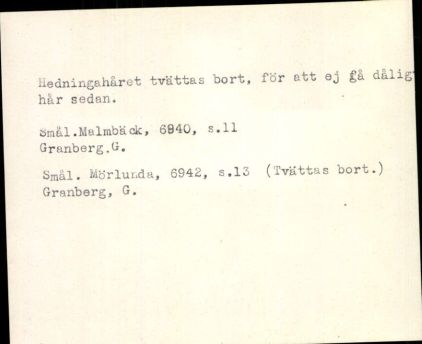 Hedningahåret tvättas bort, för att ej få dålig
hår sedan.
Smål.Malmbäck, 6840, s.11
Granberg,G.
Smål. Mörlunda, 6942, s.13 (Tvättas bort.)
Granberg, G.